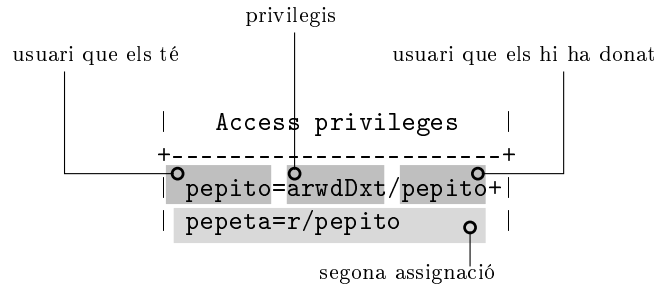 privilegis
usuari que els té
usuari que els hi ha donat
| Access privileges |
+--------------------+
| pepito=arwdDxt/pepito+|
| pepeta=r/pepito |
segona assignació